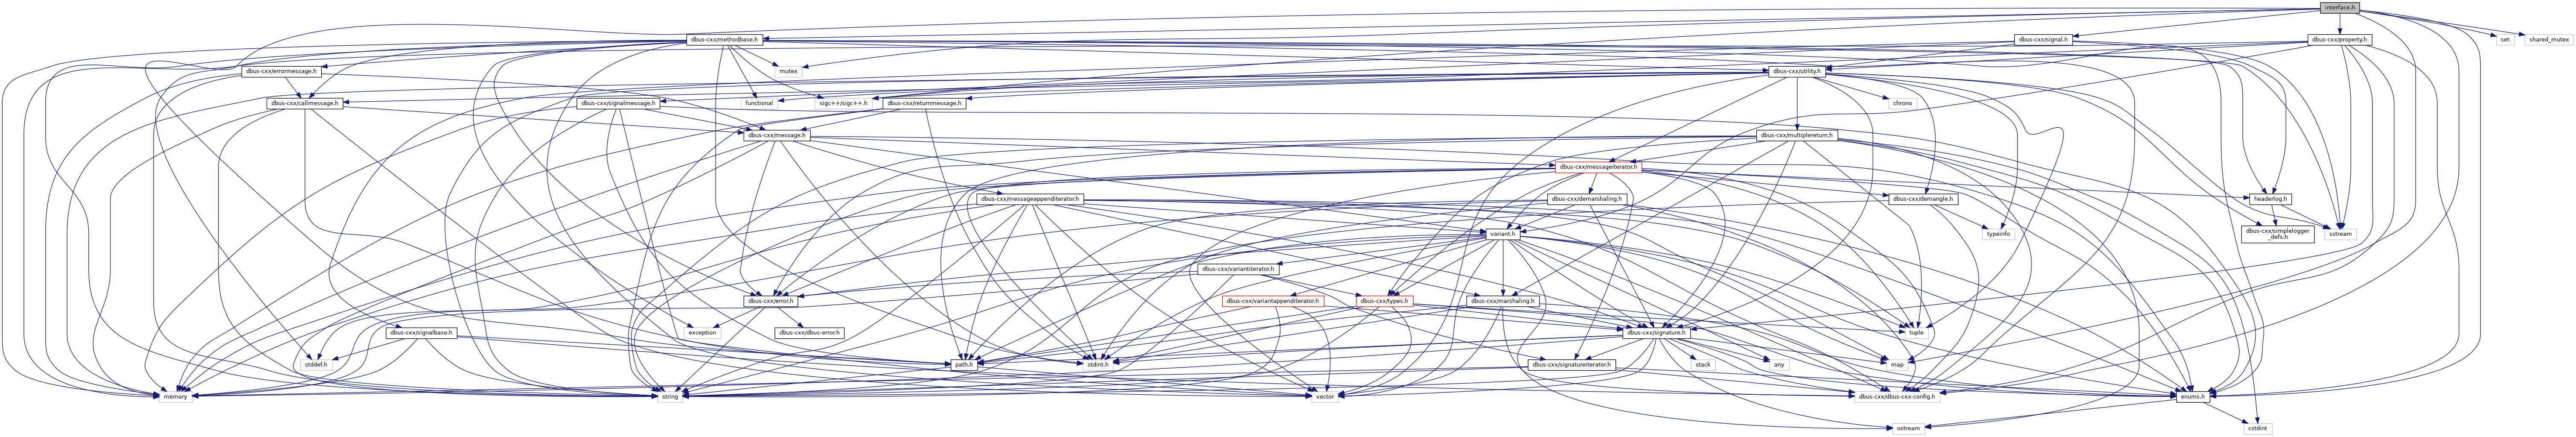 interface.h
dbus-cxx/methodbase.h
dbus-cxx/signal.h
dbus-cxx/property.h
set
shared_mutex
dbus-cxx/errormessage.h
mutex
dbus-cxx/utility.h
dbus-cxx/callmessage.h
dbus-cxx/signalmessage.h
functional
sigc++/sigc++.h
dbus-cxx/returnmessage.h
chrono
dbus-cxx/message.h
dbus-cxx/multiplereturn.h
dbus-cxx/messageiterator.h
dbus-cxx/messageappenditerator.h
dbus-cxx/demarshaling.h
dbus-cxx/demangle.h
headerlog.h
variant.h
typeinfo
dbus-cxx/simplelogger
_defs.h
sstream
dbus-cxx/variantiterator.h
dbus-cxx/error.h
dbus-cxx/variantappenditerator.h
dbus-cxx/types.h
dbus-cxx/marshaling.h
dbus-cxx/signalbase.h
exception
dbus-cxx/dbus-error.h
dbus-cxx/signature.h
tuple
stddef.h
path.h
stdint.h
dbus-cxx/signatureiterator.h
stack
any
map
memory
string
vector
dbus-cxx/dbus-cxx-config.h
enums.h
ostream
cstdint